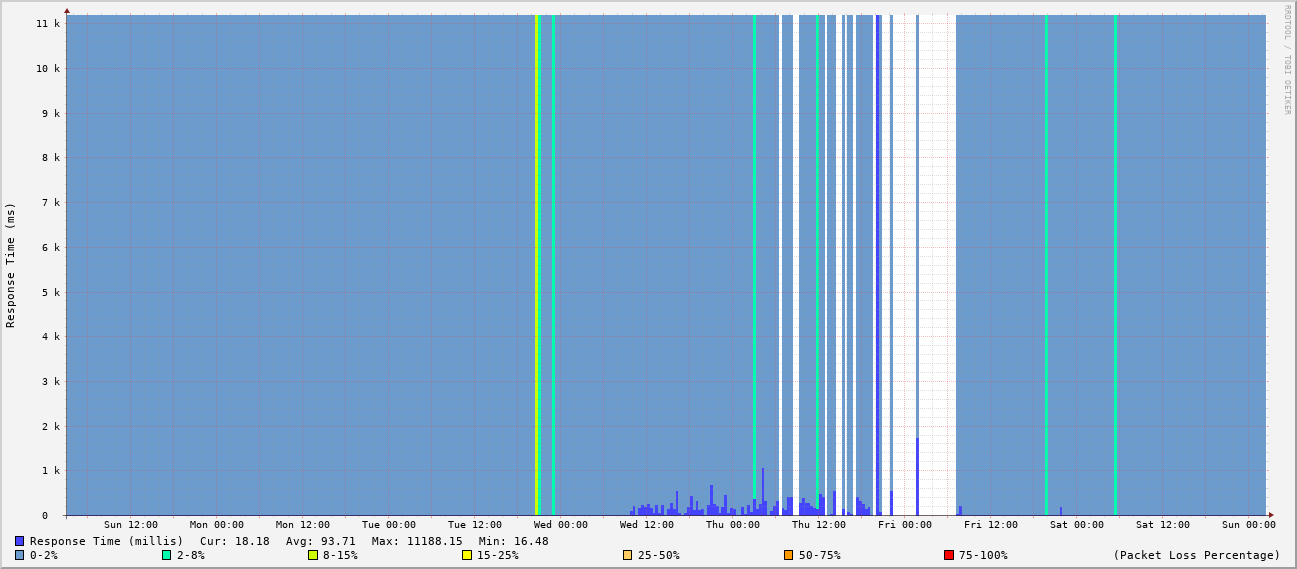 11 k
10 k
9 k
8 k
7 k
6 k
5 k
4 k
3 k
2 k
1 k
0
Response Time (ms)
RRDTOOL / TOBI OETIKER
Sun 12:00 Mon 00:00 Mon 12:00 Tue 00:00 Tue 12:00 Wed 00:00 Wed 12:00 Thu 00:00 Thu 12:00 Fri 00:00 Fri 12:00 Sat 00:00 Sat 12:00 Sun 00:00
Response Time (millis) Cur: 18.18 Avg: 93.71 Max: 11188.15 Min: 16.48
0-2% 2-8% 8-15% 15-25% 25-50% 50-75% 75-100% (Packet Loss Percentage)